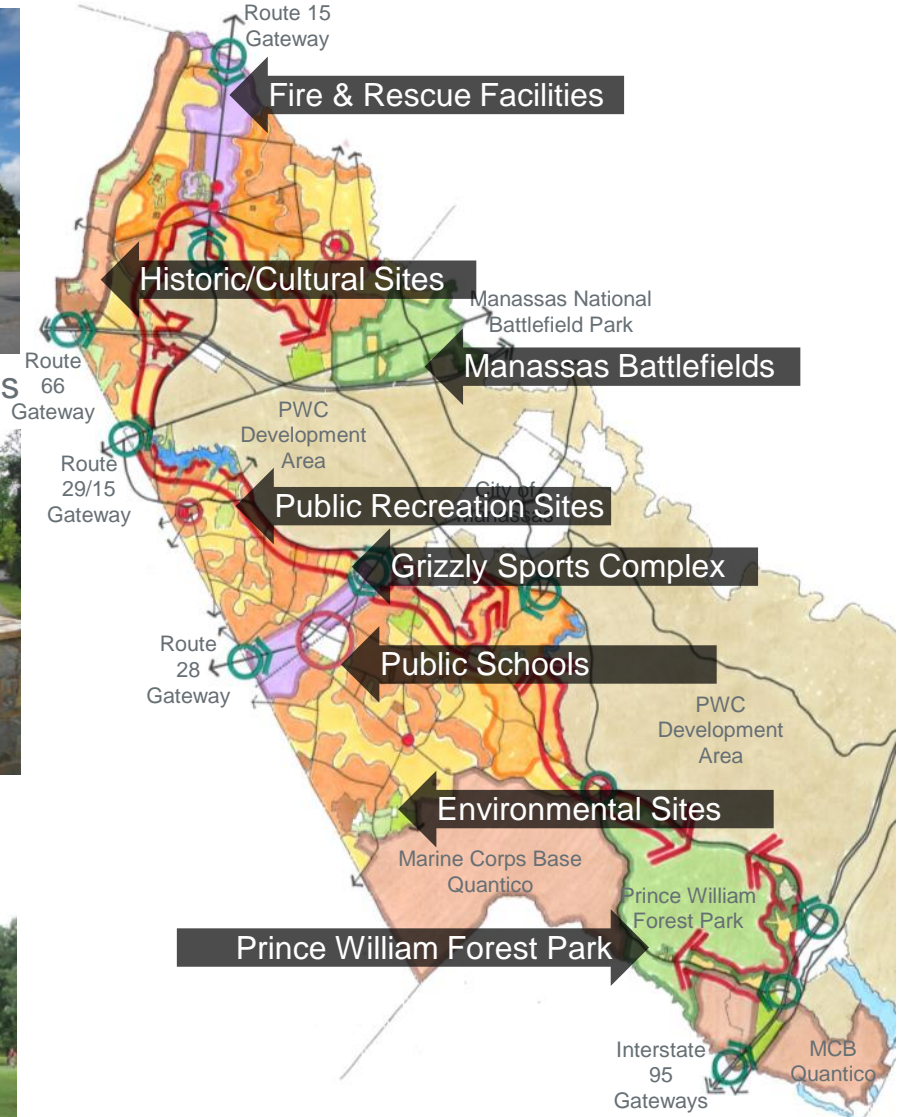 Route 15
Gateway
Fire & Rescue Facilities
Historic/Cultural Sites
Manassas National
Battlefield Park
Manassas Battlefields
s
Route
66
Gateway
PWC
Development
Area
Route
29/15
Gateway
City of
Manassas
Public Recreation Sites
Grizzly Sports Complex
Route
28
Gateway
Public Schools
PWC
Development
Area
Environmental Sites
Marine Corps Base
Quantico
Prince William
Forest Park
Prince William Forest Park
Interstate
95
Gateways
MCB
Quantico